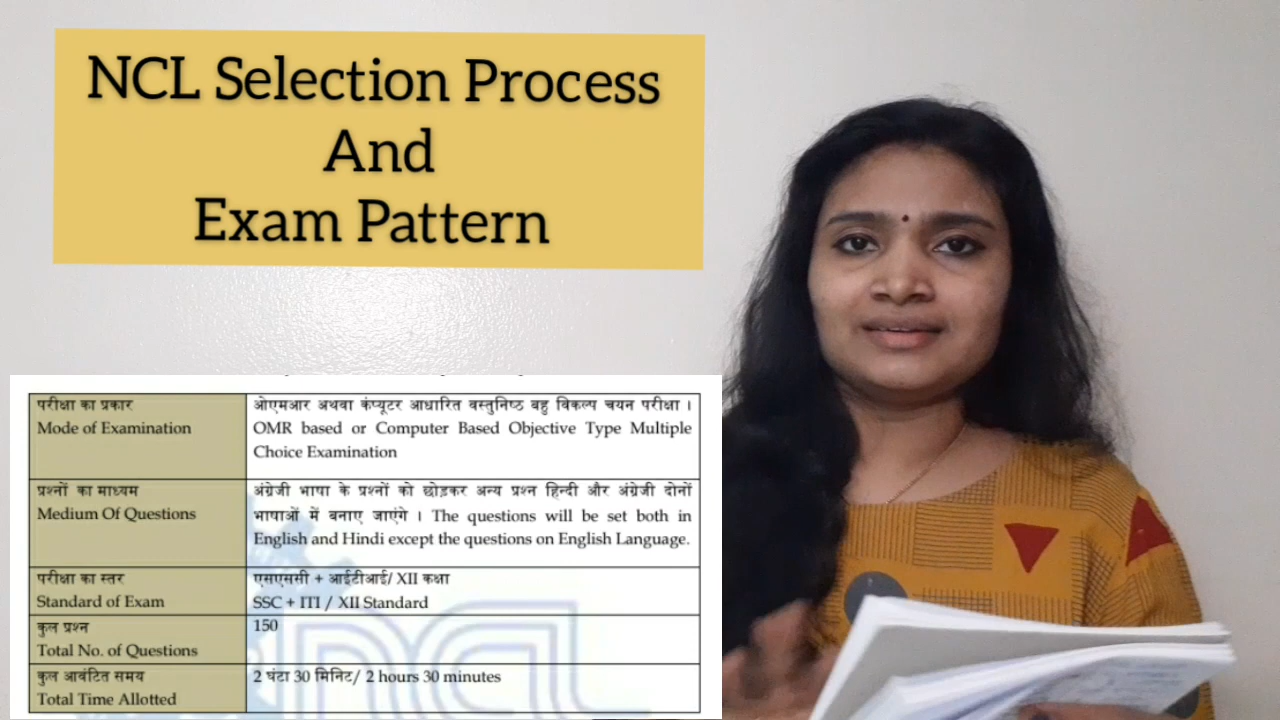 NCL Selection Process
And
Exam Pattern
परीक्षा का प्रकार
Mode of Examination
ओएमआर अथवा कंप्यूटर आधारित वस्तुनिष्ठ बहु विकल्प चयन परीक्षा ।
OMR based or Computer Based Objective Type Multiple
Choice Examination
प्रश्नों का माध्यम
Medium Of Questions
अंग्रेजी भाषा के प्रश्नों को छोड़कर अन्य प्रश्न हिन्दी और अंग्रेजी दोनों
भाषाओं में बनाए जाएंगे । The questions will be set both in
English and Hindi except the questions on English Language.
परीक्षा का स्तर
Standard of Exam
एसएससी + आईटीआई/ XII कक्षा
SSC + ITI / XII Standard
कुल प्रश्न
Total No. of Questions
150
कुल आवंटित समय
Total Time Allotted
2 घंटा 30 मिनिट/ 2 hours 30 minutes
ncl